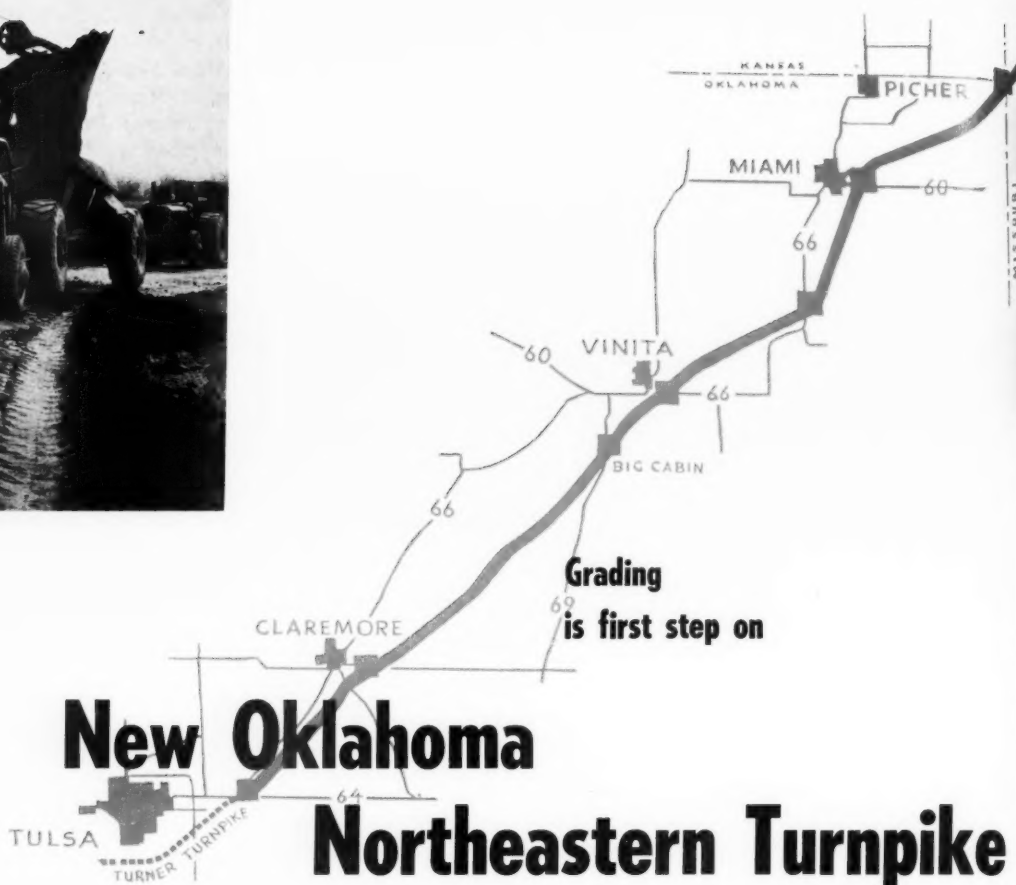 KANSAS
OKLAHOMA
PICHER
MIAMI
60
MISSOURI
66
VINITA
60
66
BIG CABIN
66
Grading
69
is first step on
CLAREMORE
New Oklahoma
64
TULSA
TURNER TURNPIKE
Northeastern Turnpike